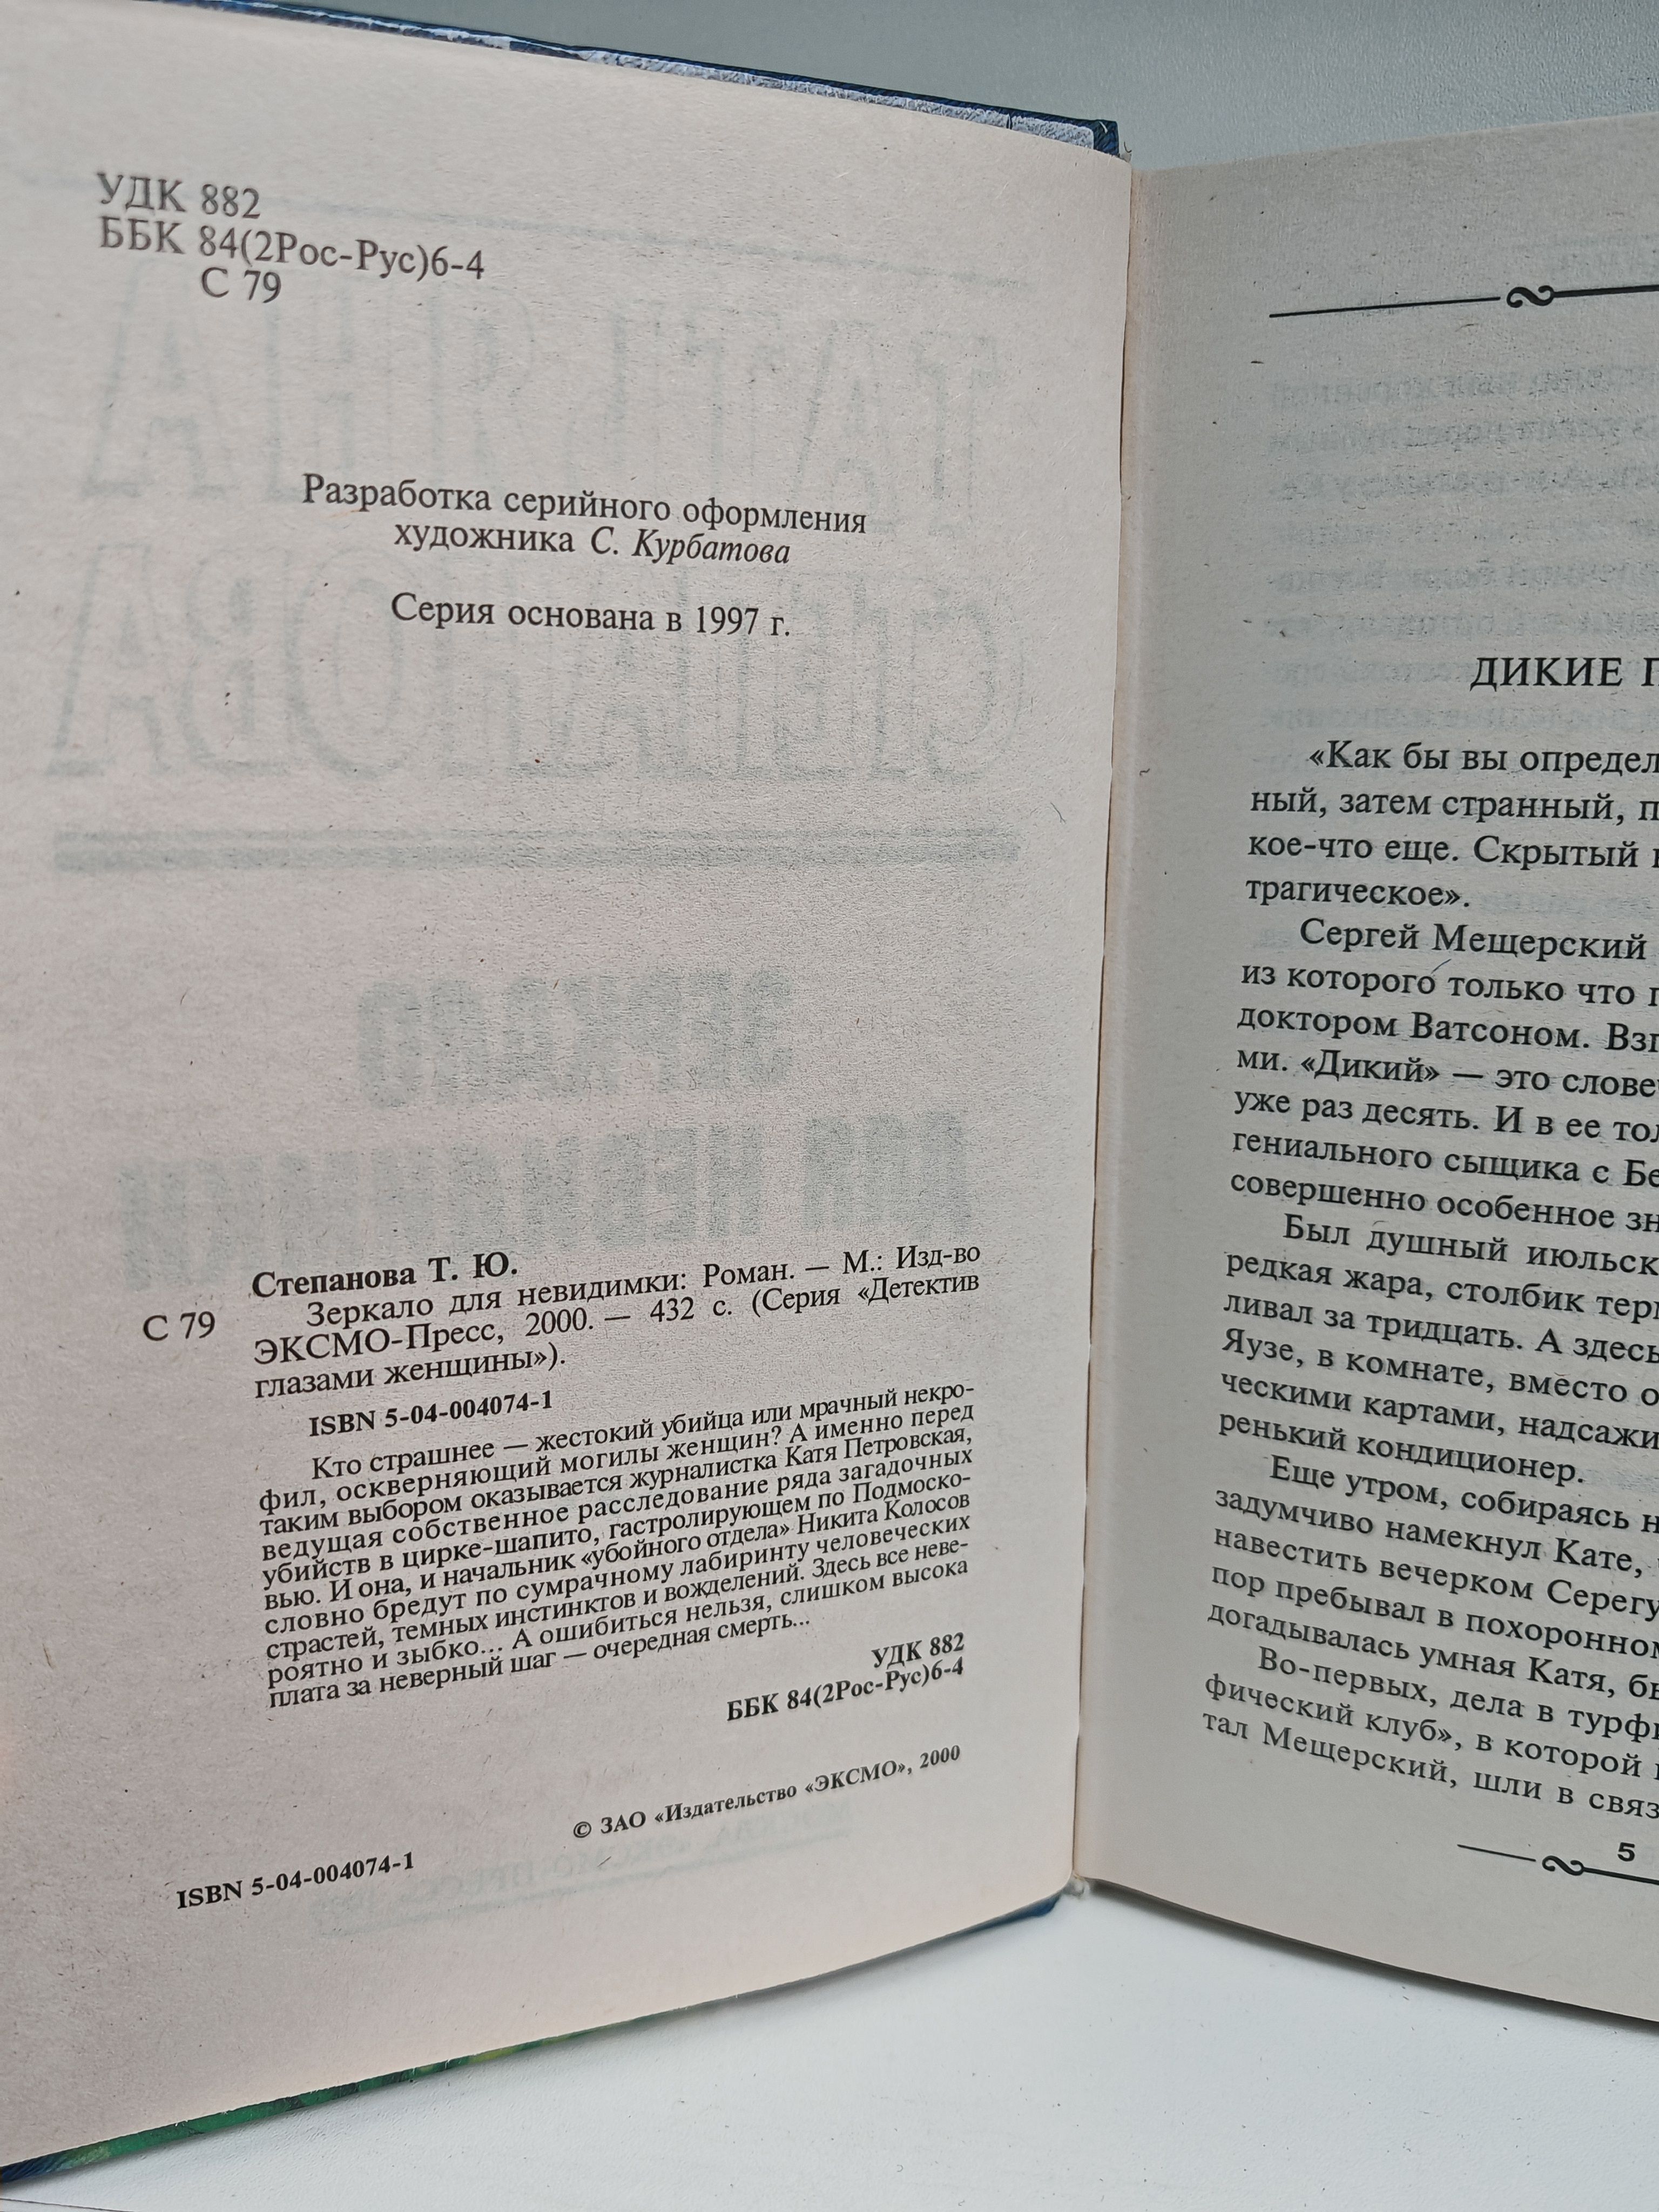 УДК 882
ББК 84(2Рос-Рус)6-4
С 79
Разработка серийного оформления
художника С. Курбатова
Серия основана в 1997 г.
Степанова Т. Ю.
С 79 Зеркало для невидимки: Роман. — М.: Изд-во
ЭКСМО-Пресс, 2000. — 432 с. (Серия «Детектив
глазами женщины»).
ISBN 5-04-004074-1
Кто страшнее — жестокий убийца или мрачный некро-
фил, оскверняющий могилы женщин? А именно перед
таким выбором оказывается журналистка Катя Петровская,
ведущая собственное расследование ряда загадочных
убийств в цирке-шапито, гастролирующем по Подмоско-
вью. И она, и начальник «убойного отдела» Никита Колосов
словно бредут по сумрачному лабиринту человеческих
страстей, темных инстинктов и вожделений. Здесь все неве-
роятно и зыбко... А ошибиться нельзя, слишком высока
плата за неверный шаг — очередная смерть...
УДК 882
ББК 84(2Рос-Рус)6-4
© ЗАО «Издательство «ЭКСМО», 2000
ISBN 5-04-004074-1
ДИКИЕ
«Как бы вы
ный, затем странный,
кое-что еще. Скрытый
трагическое».
Сергей Мещерский
из которого только что
доктором Ватсоном.
ми. «Дикий» — это
уже раз десять. И в ее
гениального сыщика с
совершенно особенное
Был душный
редкая жара, столбик
ливал за тридцать. А здесь
Яузе, в комнате, вместо
ческими картами,
ренький кондиционер.
Еще утром, собираясь
задумчиво намекнул Кате,
навестить вечерком
пор пребывал в
догадывалась умная Катя,
Во-первых, дела в
фический клуб», в которой
тал Мещерский, шли в
5